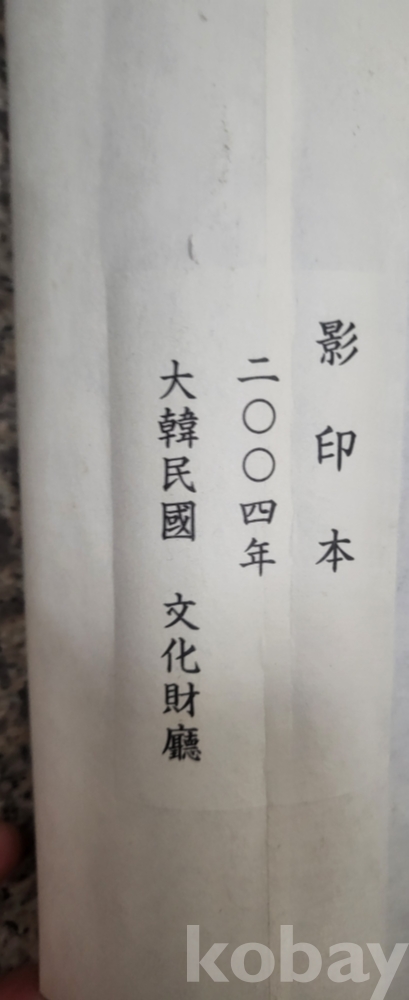 影印本
二〇〇四年
大韓民國 文化財廳
kobay